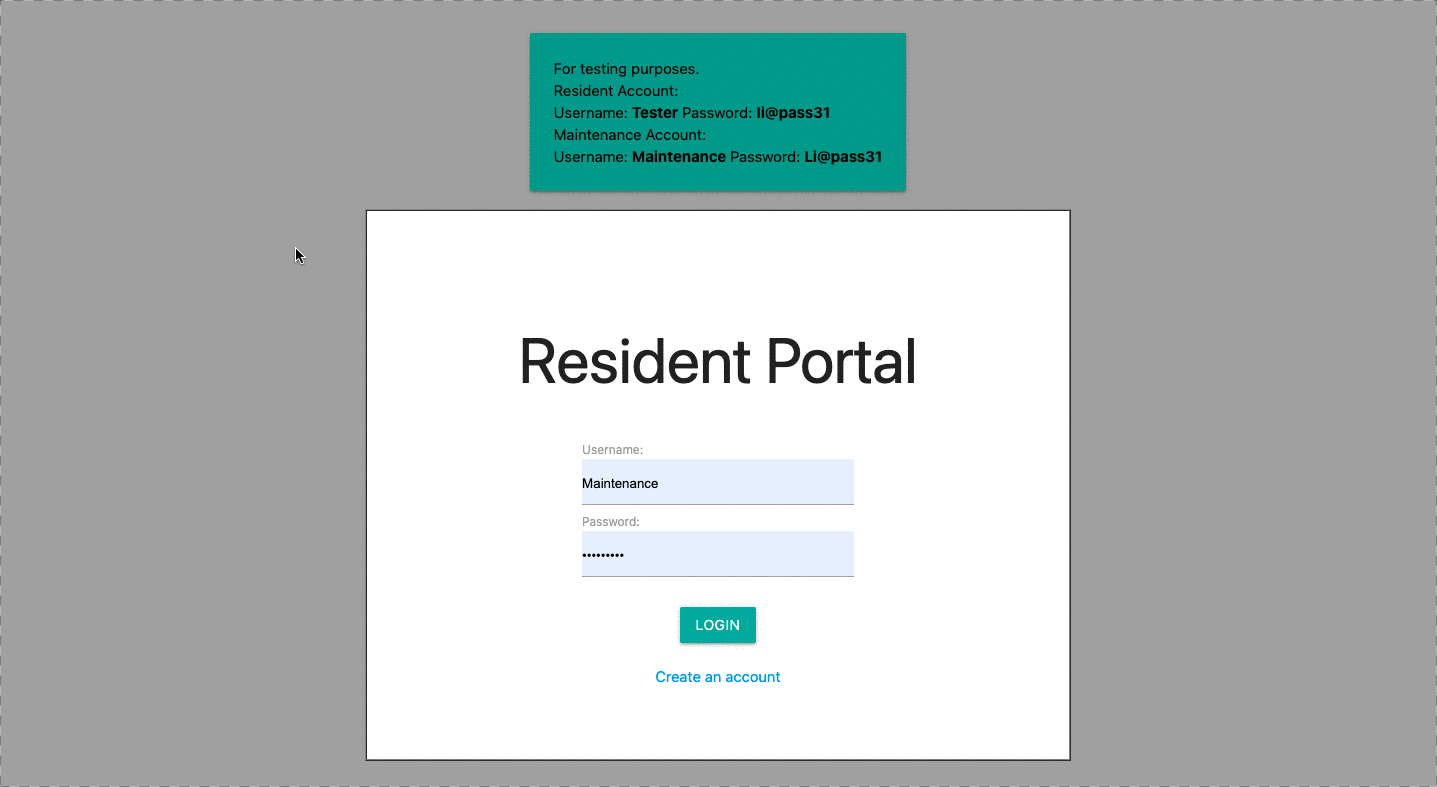 For testing purposes.
Resident Account:
Username: Tester Password: li@pass31
Maintenance Account:
Username: Maintenance Password: Li@pass31
Resident Portal
Username:
Maintenance
Password:
•••••••••
LOGIN
Create an account